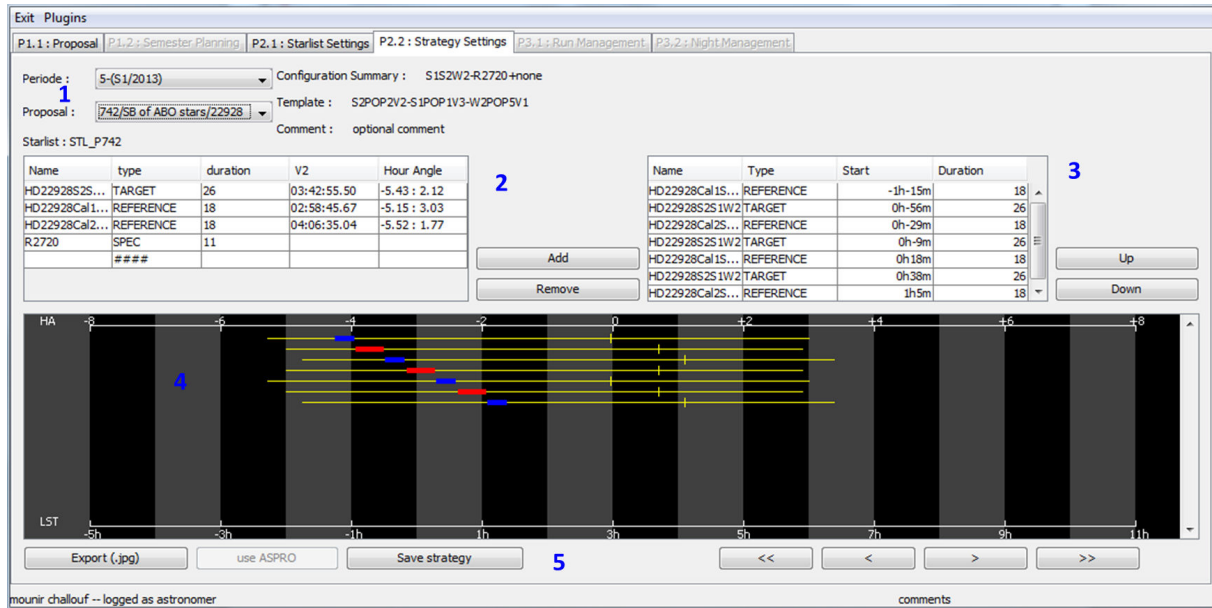 Exit Plugins
P1.1 : Proposal P1.2 : Semester Planning P2.1 : Starlist Settings P2.2 : Strategy Settings P3.1 : Run Management P3.2 : Night Management
Periode : 5-(S1/2013) Configuration Summary : S1S2W2-R2720+none
1
Proposal : 742/SB of ABO stars/22928 Template : S2POP2V2-S1POP1V3-W2POP5V1
Comment : optional comment
Starlist : STL_P742
Name type duration V2 Hour Angle
HD22928S2S... TARGET 26 03:42:55.50 -5.43 : 2.12
HD22928Cal1... REFERENCE 18 02:58:45.67 -5.15 : 3.03
HD22928Cal2... REFERENCE 18 04:06:35.04 -5.52 : 1.77
R2720 SPEC 11
####
2
Add
Remove
Name Type Start Duration
HD22928Cal1S... REFERENCE -1h-15m 18
HD22928S2S1W2 TARGET 0h-56m 26
HD22928Cal2S... REFERENCE 0h-29m 18
HD22928S2S1W2 TARGET 0h-9m 26
HD22928Cal1S... REFERENCE 0h18m 18
HD22928S2S1W2 TARGET 0h38m 26
HD22928Cal2S... REFERENCE 1h5m 18
3
Up
Down
HA -8 -6 -4 -2 0 +2 +4 +6 +8
4
LST -5h -3h -1h 1h 3h 5h 7h 9h 11h
Export (.jpg) use ASPRO Save strategy 5 << < > >>
mounir challouf -- logged as astronomer comments